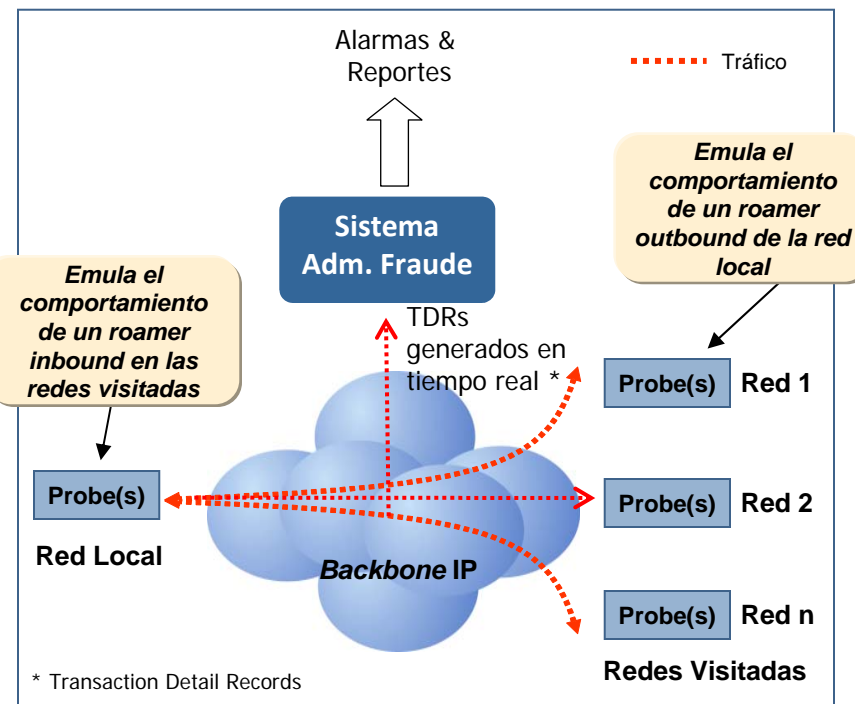 Alarmas &
Reportes
Tráfico
Emula el
comportamiento
de un roamer
outbound de la red
local
Sistema
Adm. Fraude
Emula el
comportamiento
de un roamer
inbound en las
redes visitadas
TDRs
generados en
tiempo real *
Probe(s) Red 1
Probe(s)
Red Local
Probe(s) Red 2
Backbone IP
Probe(s) Red n
Redes Visitadas
* Transaction Detail Records